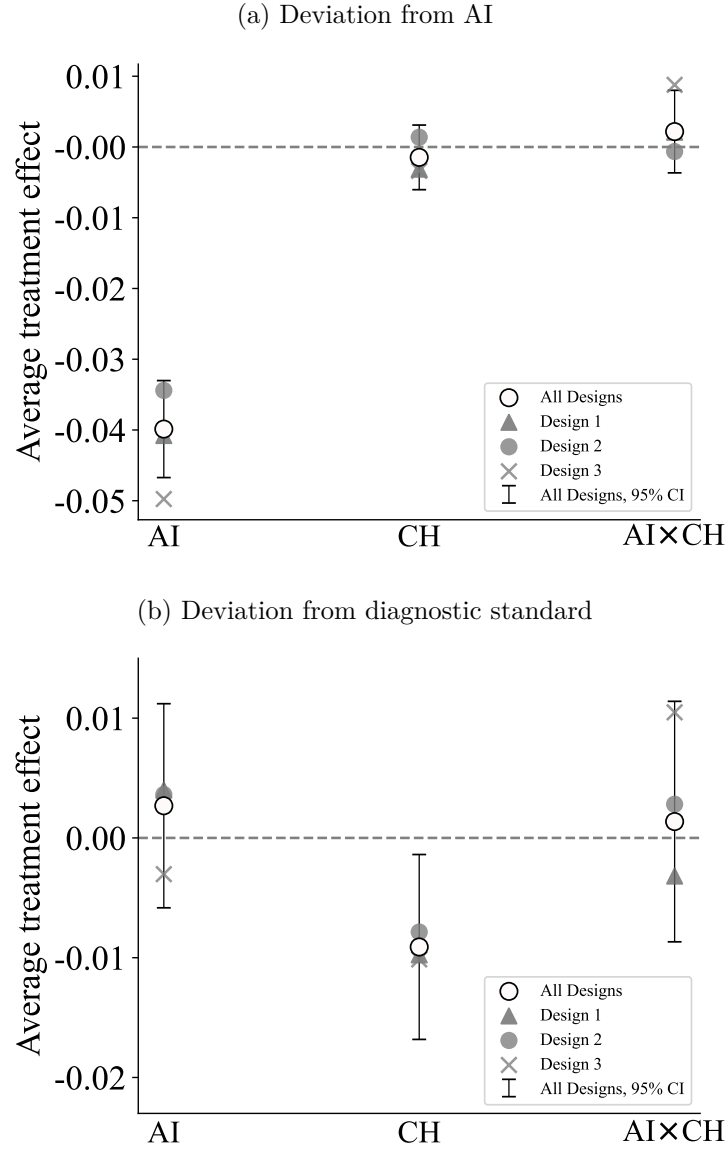 (a) Deviation from AI
Average treatment effect
0.01
-0.00
-0.01
-0.02
-0.03
-0.04
-0.05
AI
CH
AI×CH
All Designs
Design 1
Design 2
Design 3
All Designs, 95% CI
(b) Deviation from diagnostic standard
Average treatment effect
0.01
0.00
-0.01
-0.02
AI
CH
AI×CH
All Designs
Design 1
Design 2
Design 3
All Designs, 95% CI